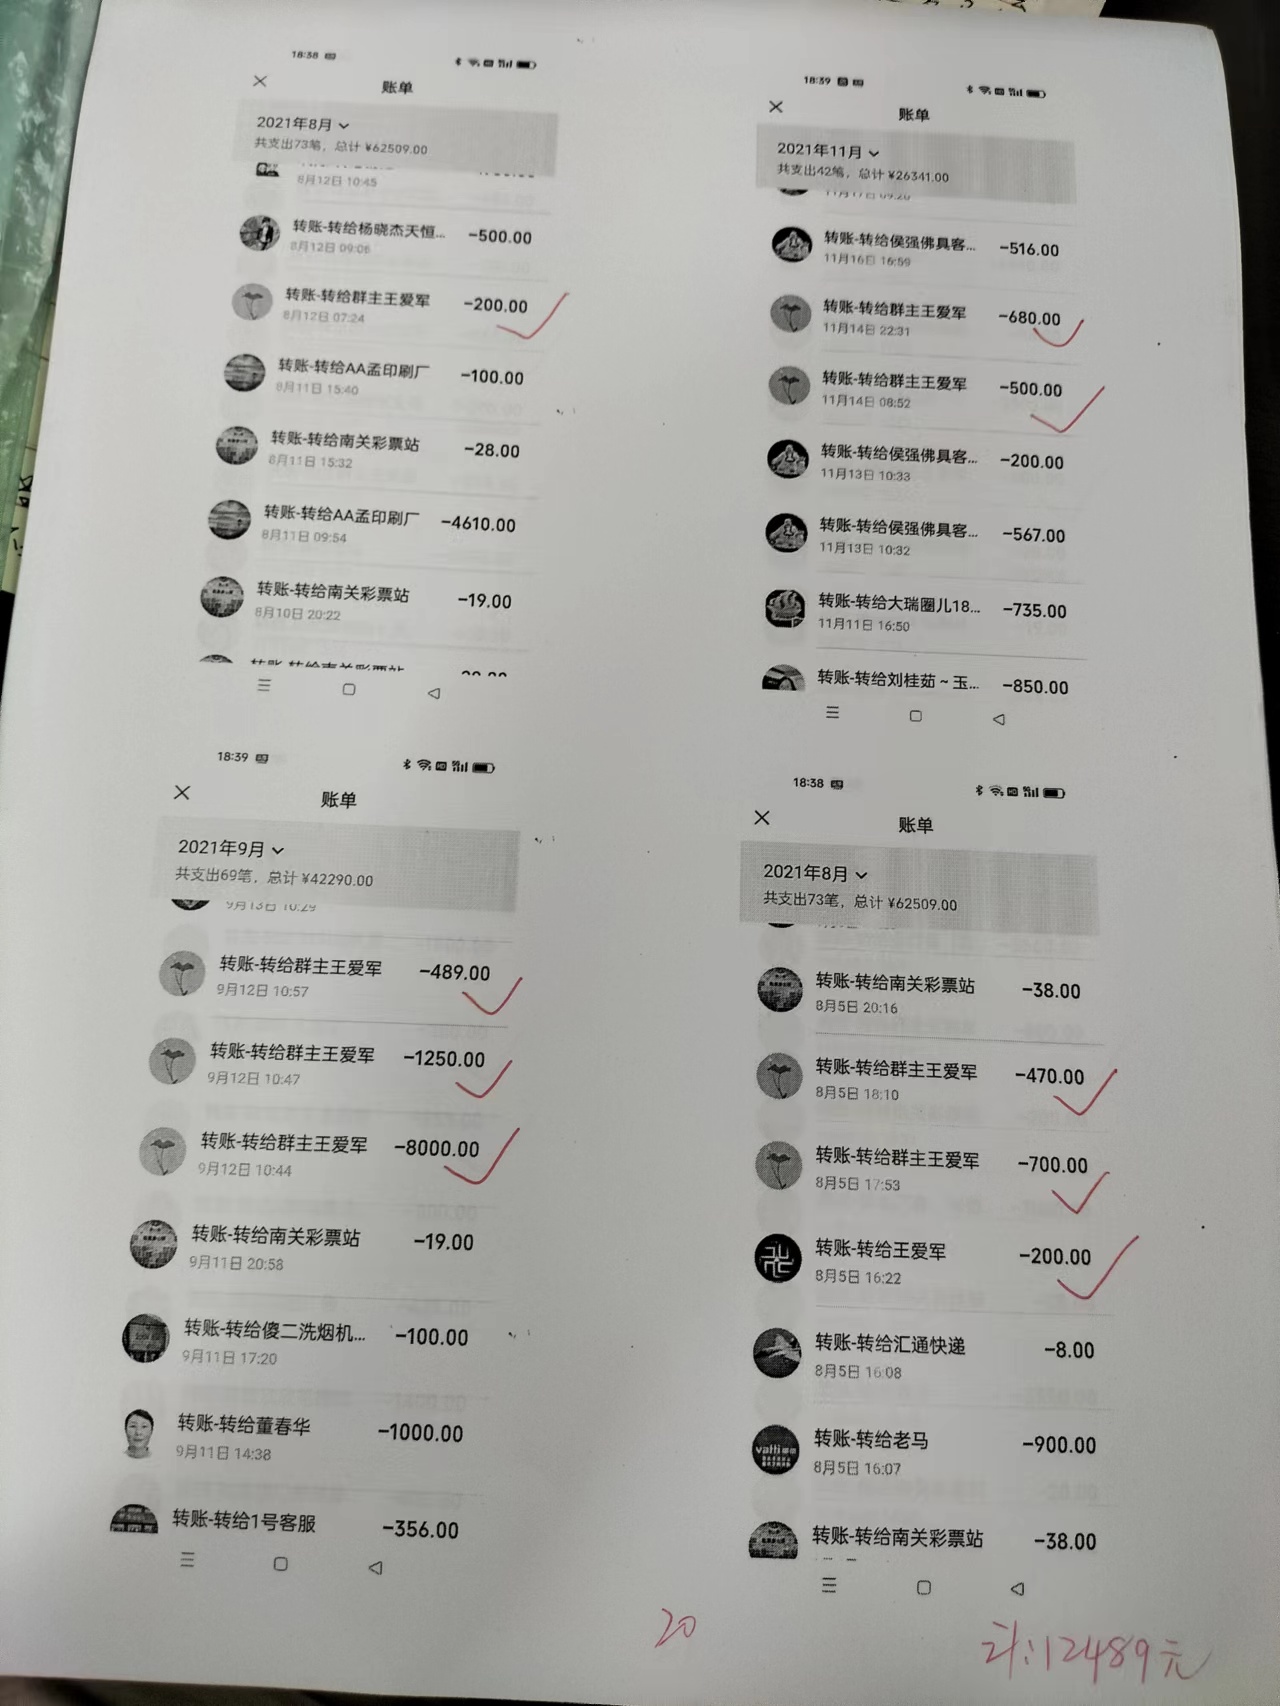 18:38
账单
2021年8月
共支出73笔，总计 ¥62509.00
8月12日 10:45
转账-转给杨晓杰天恒... -500.00
8月12日 09:06
转账-转给群主王爱军 -200.00
8月12日 07:24
转账-转给AA孟印刷厂 -100.00
8月11日 15:40
转账-转给南关彩票站 -28.00
8月11日 15:32
转账-转给AA孟印刷厂 -4610.00
8月11日 09:54
转账-转给南关彩票站 -19.00
8月10日 20:22
转账-转给南关彩票站
18:39
账单
2021年11月
共支出42笔，总计 ¥26341.00
11月17日 09:20
转账-转给侯强佛具客... -516.00
11月16日 16:59
转账-转给群主王爱军 -680.00
11月14日 22:31
转账-转给群主王爱军 -500.00
11月14日 08:52
转账-转给侯强佛具客... -200.00
11月13日 10:33
转账-转给侯强佛具客... -567.00
11月13日 10:32
转账-转给大瑞圈儿18... -735.00
11月11日 16:50
转账-转给刘桂茹~玉... -850.00
18:39
账单
2021年9月
共支出69笔，总计 ¥42290.00
9月13日 10:29
转账-转给群主王爱军 -489.00
9月12日 10:57
转账-转给群主王爱军 -1250.00
9月12日 10:47
转账-转给群主王爱军 -8000.00
9月12日 10:44
转账-转给南关彩票站 -19.00
9月11日 20:58
转账-转给傻二洗烟机... -100.00
9月11日 17:20
转账-转给董春华 -1000.00
9月11日 14:38
转账-转给1号客服 -356.00
18:38
账单
2021年8月
共支出73笔，总计 ¥62509.00
转账-转给南关彩票站 -38.00
8月5日 20:16
转账-转给群主王爱军 -470.00
8月5日 18:10
转账-转给群主王爱军 -700.00
8月5日 17:53
转账-转给王爱军 -200.00
8月5日 16:22
转账-转给汇通快递 -8.00
8月5日 16:08
转账-转给老马 -900.00
8月5日 16:07
vatti
转账-转给南关彩票站 -38.00
20
计:12489元